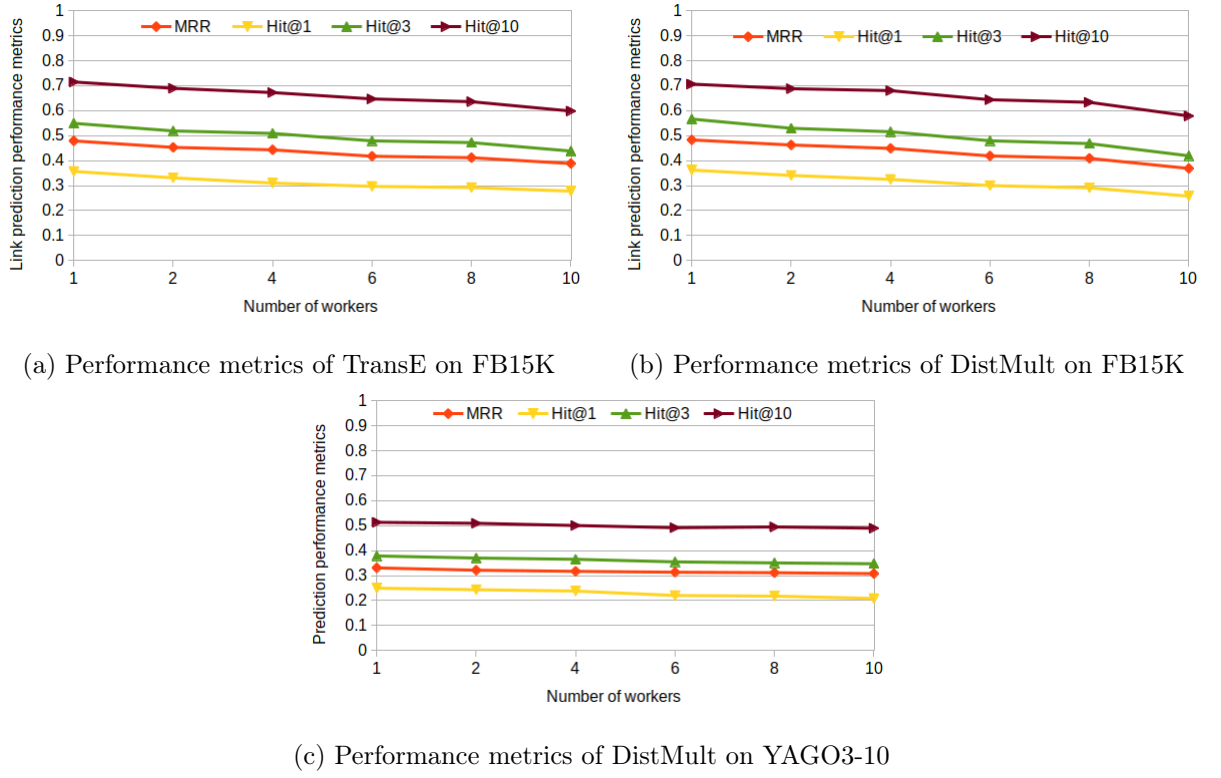 Link prediction performance metrics
1
0.9
0.8
0.7
0.6
0.5
0.4
0.3
0.2
0.1
0
MRR Hit@1 Hit@3 Hit@10
1 2 4 6 8 10
Number of workers
(a) Performance metrics of TransE on FB15K
Link prediction performance metrics
1
0.9
0.8
0.7
0.6
0.5
0.4
0.3
0.2
0.1
0
MRR Hit@1 Hit@3 Hit@10
1 2 4 6 8 10
Number of workers
(b) Performance metrics of DistMult on FB15K
Prediction performance metrics
1
0.9
0.8
0.7
0.6
0.5
0.4
0.3
0.2
0.1
0
MRR Hit@1 Hit@3 Hit@10
1 2 4 6 8 10
Number of workers
(c) Performance metrics of DistMult on YAGO3-10